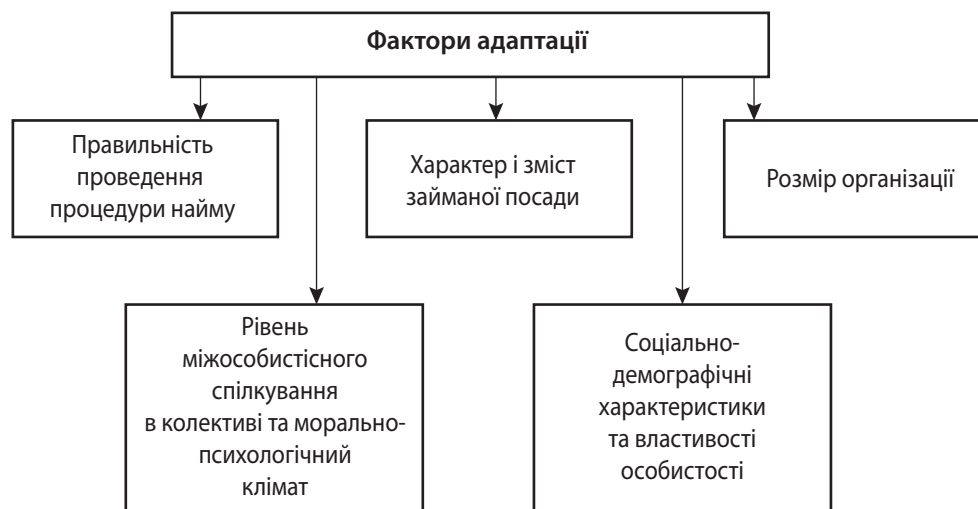 Фактори адаптації
Правильність
проведення
процедури найму
Характер і зміст
займаної посади
Розмір організації
Рівень
міжособистісного
спілкування
в колективі та морально-
психологічний
клімат
Соціально-
демографічні
характеристики
та властивості
особистості